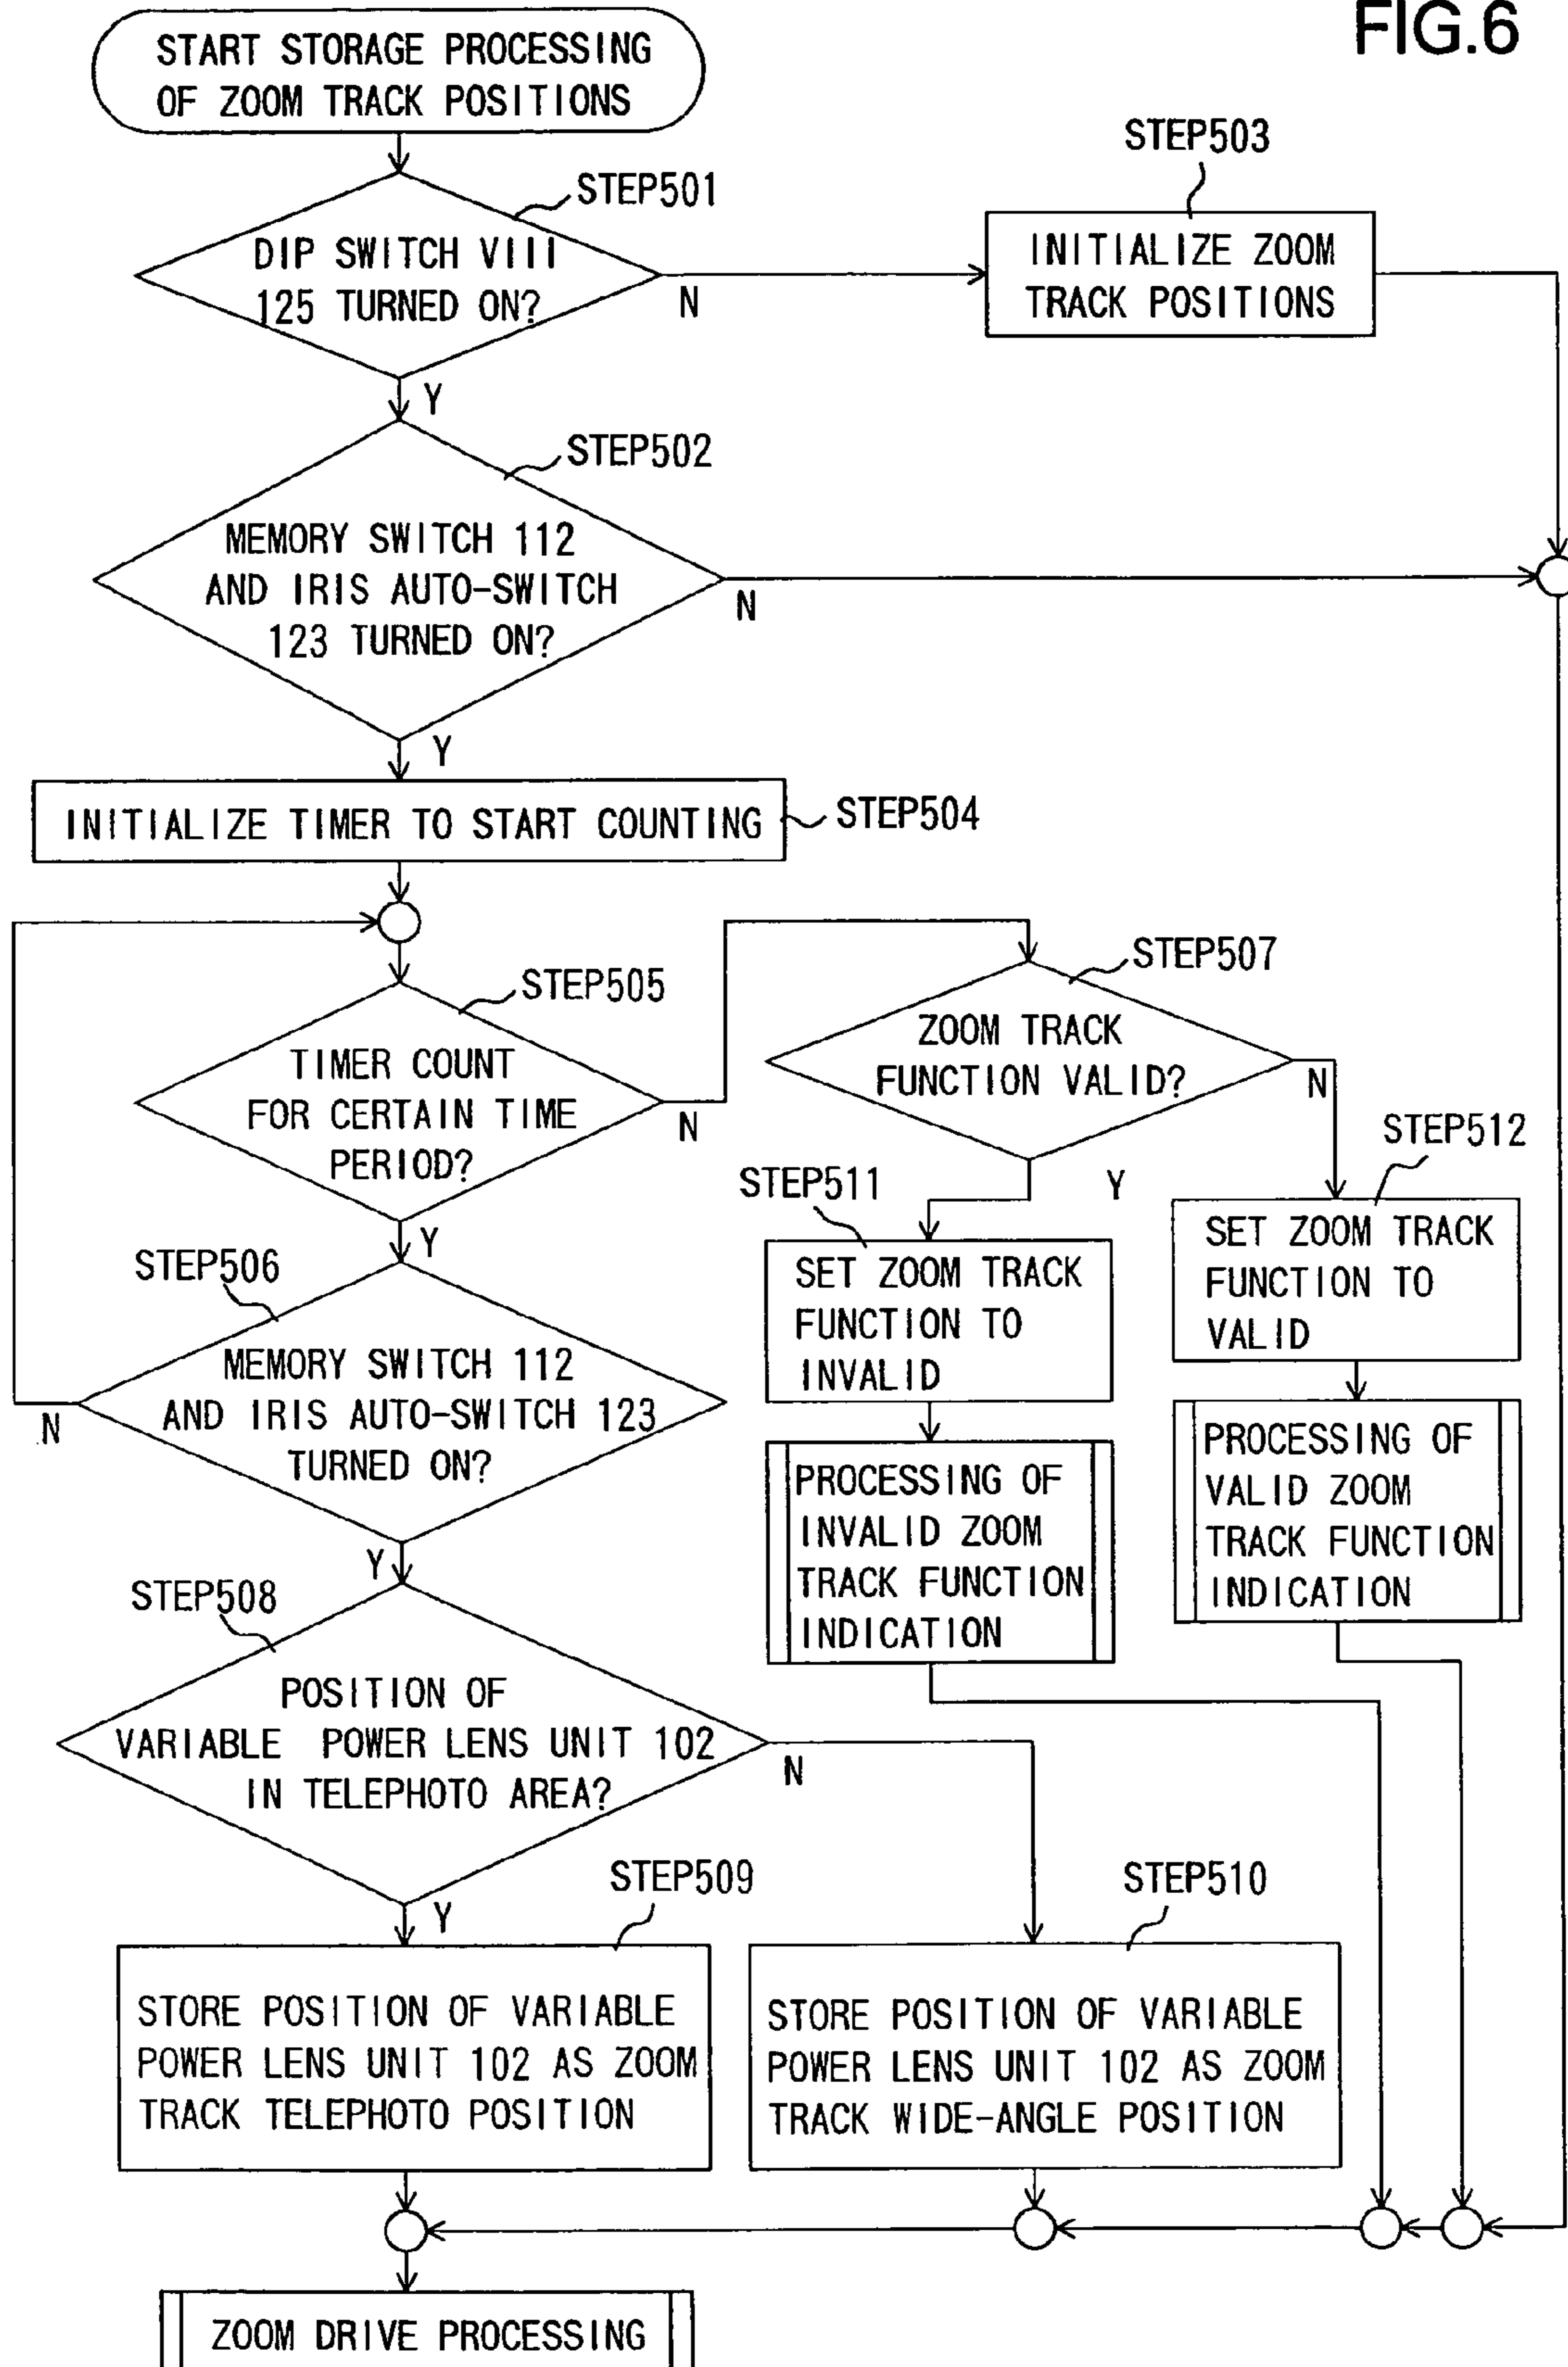 FIG.6
START STORAGE PROCESSING
OF ZOOM TRACK POSITIONS
STEP501
DIP SWITCH VIII
125 TURNED ON?
N
Y
STEP503
INITIALIZE ZOOM
TRACK POSITIONS
STEP502
MEMORY SWITCH 112
AND IRIS AUTO-SWITCH
123 TURNED ON?
N
Y
INITIALIZE TIMER TO START COUNTING
STEP504
STEP505
TIMER COUNT
FOR CERTAIN TIME
PERIOD?
N
Y
STEP507
ZOOM TRACK
FUNCTION VALID?
N
Y
STEP511
SET ZOOM TRACK
FUNCTION TO
INVALID
STEP512
SET ZOOM TRACK
FUNCTION TO
VALID
PROCESSING OF
INVALID ZOOM
TRACK FUNCTION
INDICATION
PROCESSING OF
VALID ZOOM
TRACK FUNCTION
INDICATION
STEP506
MEMORY SWITCH 112
AND IRIS AUTO-SWITCH 123
TURNED ON?
N
Y
STEP508
POSITION OF
VARIABLE POWER LENS UNIT 102
IN TELEPHOTO AREA?
N
Y
STEP509
STORE POSITION OF VARIABLE
POWER LENS UNIT 102 AS ZOOM
TRACK TELEPHOTO POSITION
STEP510
STORE POSITION OF VARIABLE
POWER LENS UNIT 102 AS ZOOM
TRACK WIDE-ANGLE POSITION
ZOOM DRIVE PROCESSING